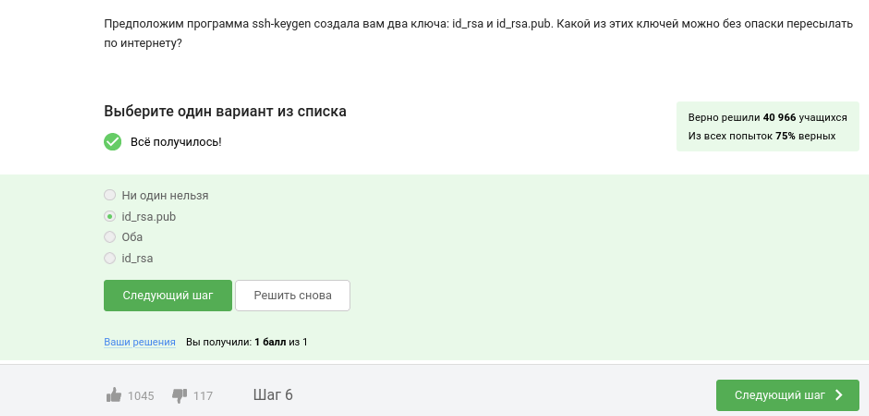 Предположим программа ssh-keygen создала вам два ключа: id_rsa и id_rsa.pub. Какой из этих ключей можно без опаски пересылать
по интернету?
Выберите один вариант из списка
Верно решили 40 966 учащихся
Из всех попыток 75% верных
Всё получилось!
Ни один нельзя
id_rsa.pub
Оба
id_rsa
Следующий шаг
Решить снова
Ваши решения Вы получили: 1 балл из 1
1045 117 Шаг 6 Следующий шаг